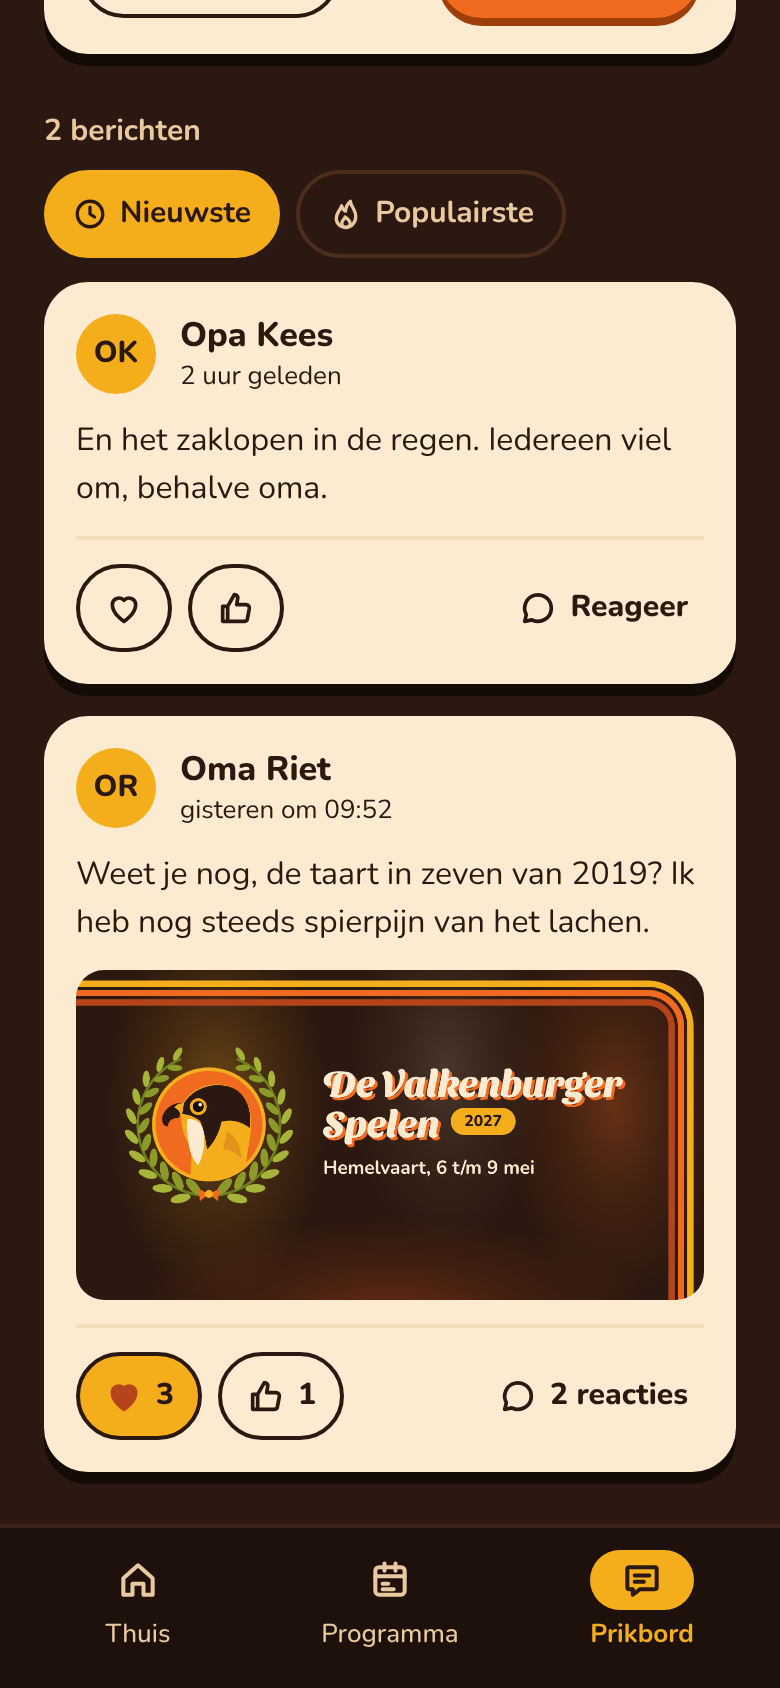 2 berichten
Nieuwste
Populairste
OK
Opa Kees
2 uur geleden
En het zaklopen in de regen. Iedereen viel
om, behalve oma.
Reageer
OR
Oma Riet
gisteren om 09:52
Weet je nog, de taart in zeven van 2019? Ik
heb nog steeds spierpijn van het lachen.
De Valkenburger
Spelen 2027
Hemelvaart, 6 t/m 9 mei
3
1
2 reacties
Thuis
Programma
Prikbord